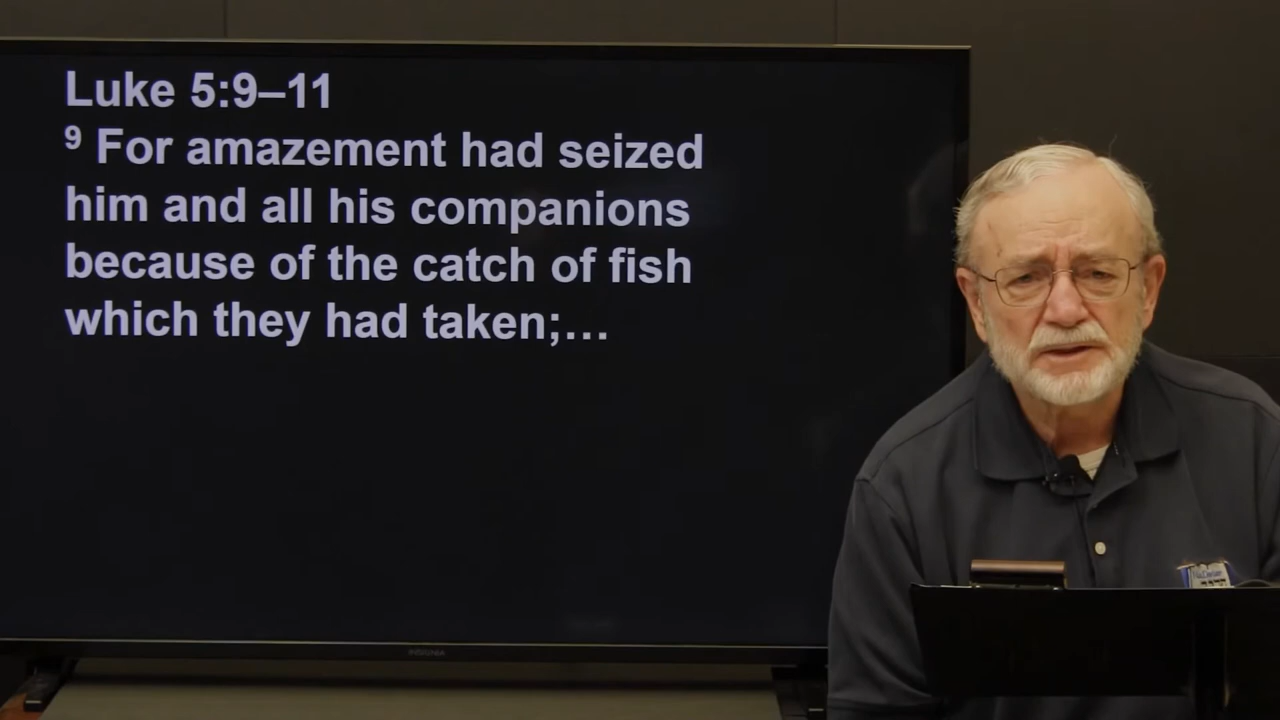 Luke 5:9–11
⁹ For amazement had seized
him and all his companions
because of the catch of fish
which they had taken;…
INSIGNIA